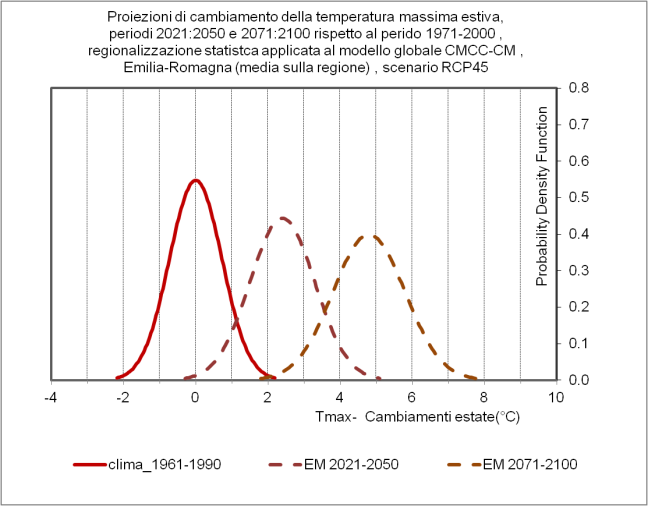 Proiezioni di cambiamento della temperatura massima estiva,
periodi 2021:2050 e 2071:2100 rispetto al perido 1971-2000 ,
regionalizzazione statistca applicata al modello globale CMCC-CM ,
Emilia-Romagna (media sulla regione) , scenario RCP45
0.8
0.7
0.6
0.5
0.4
0.3
0.2
0.1
0.0
Probability Density Function
-4 -2 0 2 4 6 8 10
Tmax- Cambiamenti estate(°C)
clima_1961-1990 EM 2021-2050 EM 2071-2100